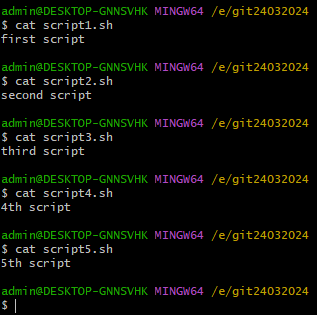 admin@DESKTOP-GNNSVHK MINGW64 /e/git24032024
$ cat script1.sh
first script
admin@DESKTOP-GNNSVHK MINGW64 /e/git24032024
$ cat script2.sh
second script
admin@DESKTOP-GNNSVHK MINGW64 /e/git24032024
$ cat script3.sh
third script
admin@DESKTOP-GNNSVHK MINGW64 /e/git24032024
$ cat script4.sh
4th script
admin@DESKTOP-GNNSVHK MINGW64 /e/git24032024
$ cat script5.sh
5th script
admin@DESKTOP-GNNSVHK MINGW64 /e/git24032024
$